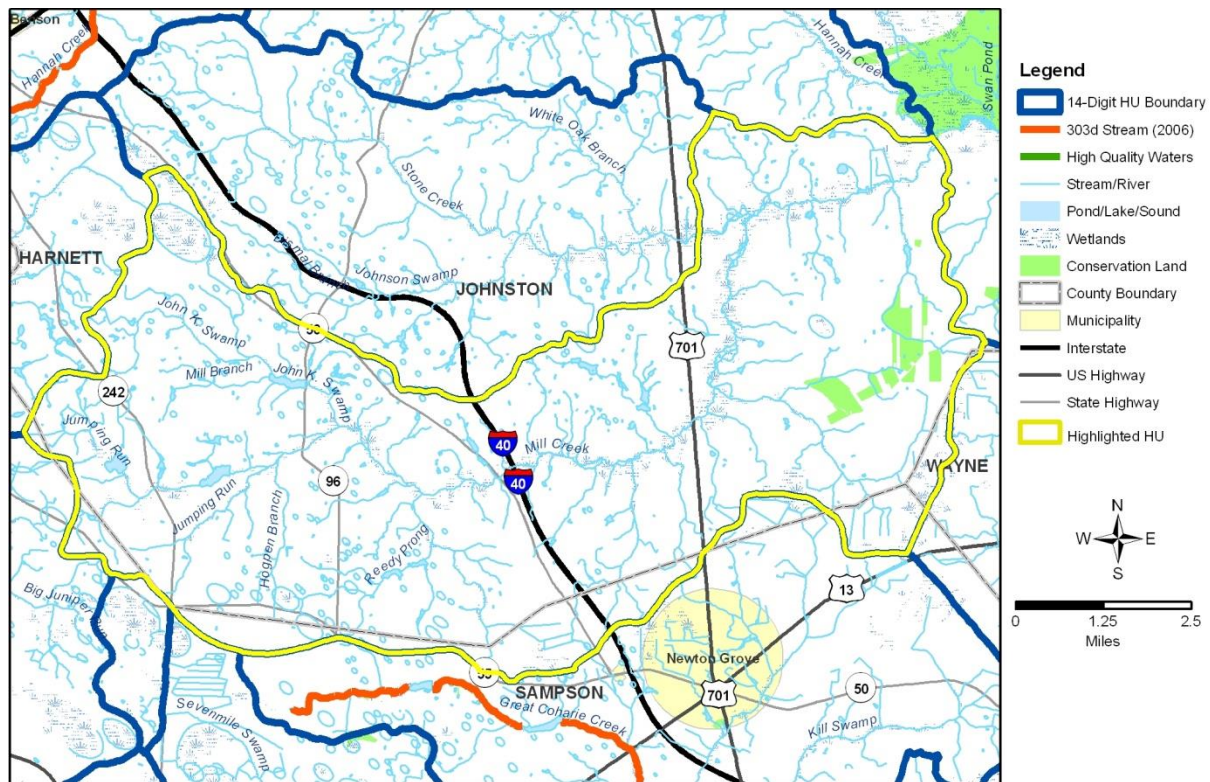 Benson
Hannah Creek
Hannah Creek
Swan Pond
White Oak Branch
Stone Creek
HARNETT
Johnson Swamp
JOHNSTON
John K. Swamp
50
701
Mill Branch
John K. Swamp
242
Jumping Run
40
Mill Creek
WAYNE
40
96
Jumping Run
Hogpen Branch
Reedy Prong
13
Newton Grove
SAMPSON
701
50
Great Coharie Creek
Sevenmile Swamp
Kill Swamp
Legend
14-Digit HU Boundary
303d Stream (2006)
High Quality Waters
Stream/River
Pond/Lake/Sound
Wetlands
Conservation Land
County Boundary
Municipality
Interstate
US Highway
State Highway
Highlighted HU
N
W E
S
0 1.25 2.5
Miles